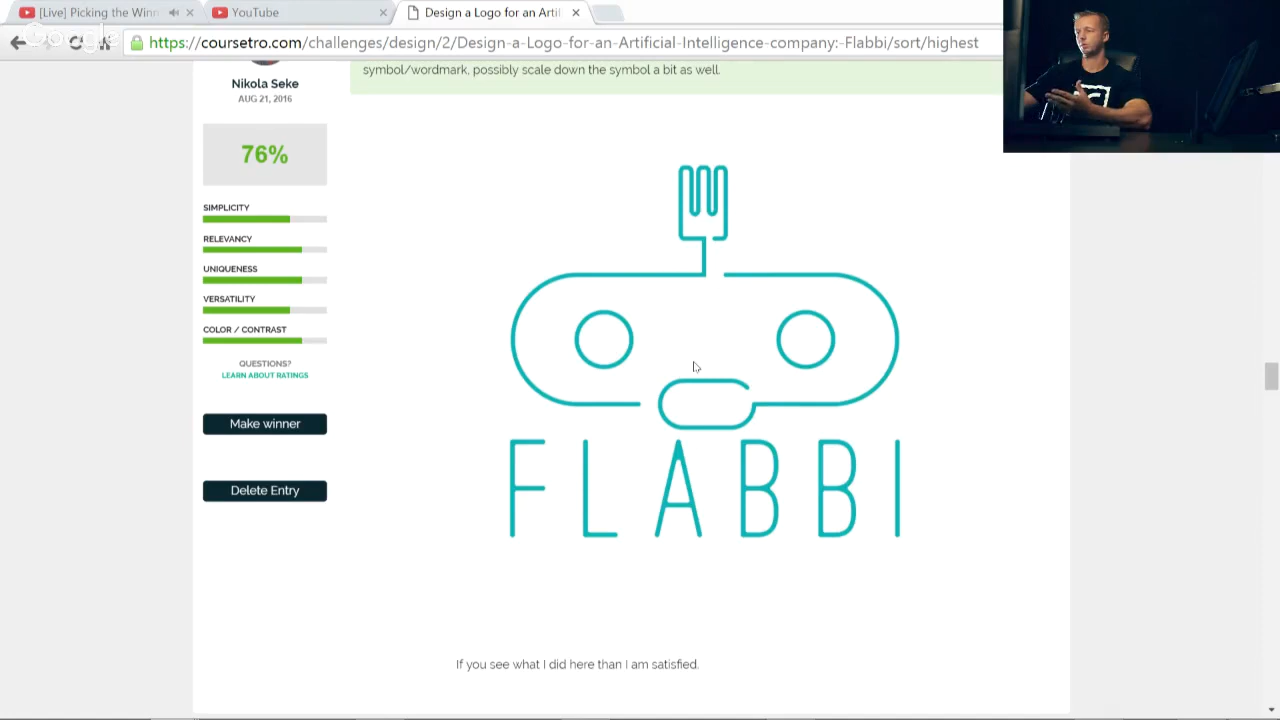 [Live] Picking the Winn
YouTube
Design a Logo for an Artif
https://coursetro.com/challenges/design/2/Design-a-Logo-for-an-Artificial-Intelligence-company:-Flabbi/sort/highest
Google
symbol/wordmark, possibly scale down the symbol a bit as well.
Nikola Seke
AUG 21, 2016
76%
SIMPLICITY
RELEVANCY
UNIQUENESS
VERSATILITY
COLOR / CONTRAST
QUESTIONS?
LEARN ABOUT RATINGS
Make winner
Delete Entry
FLABBI
If you see what I did here than I am satisfied.